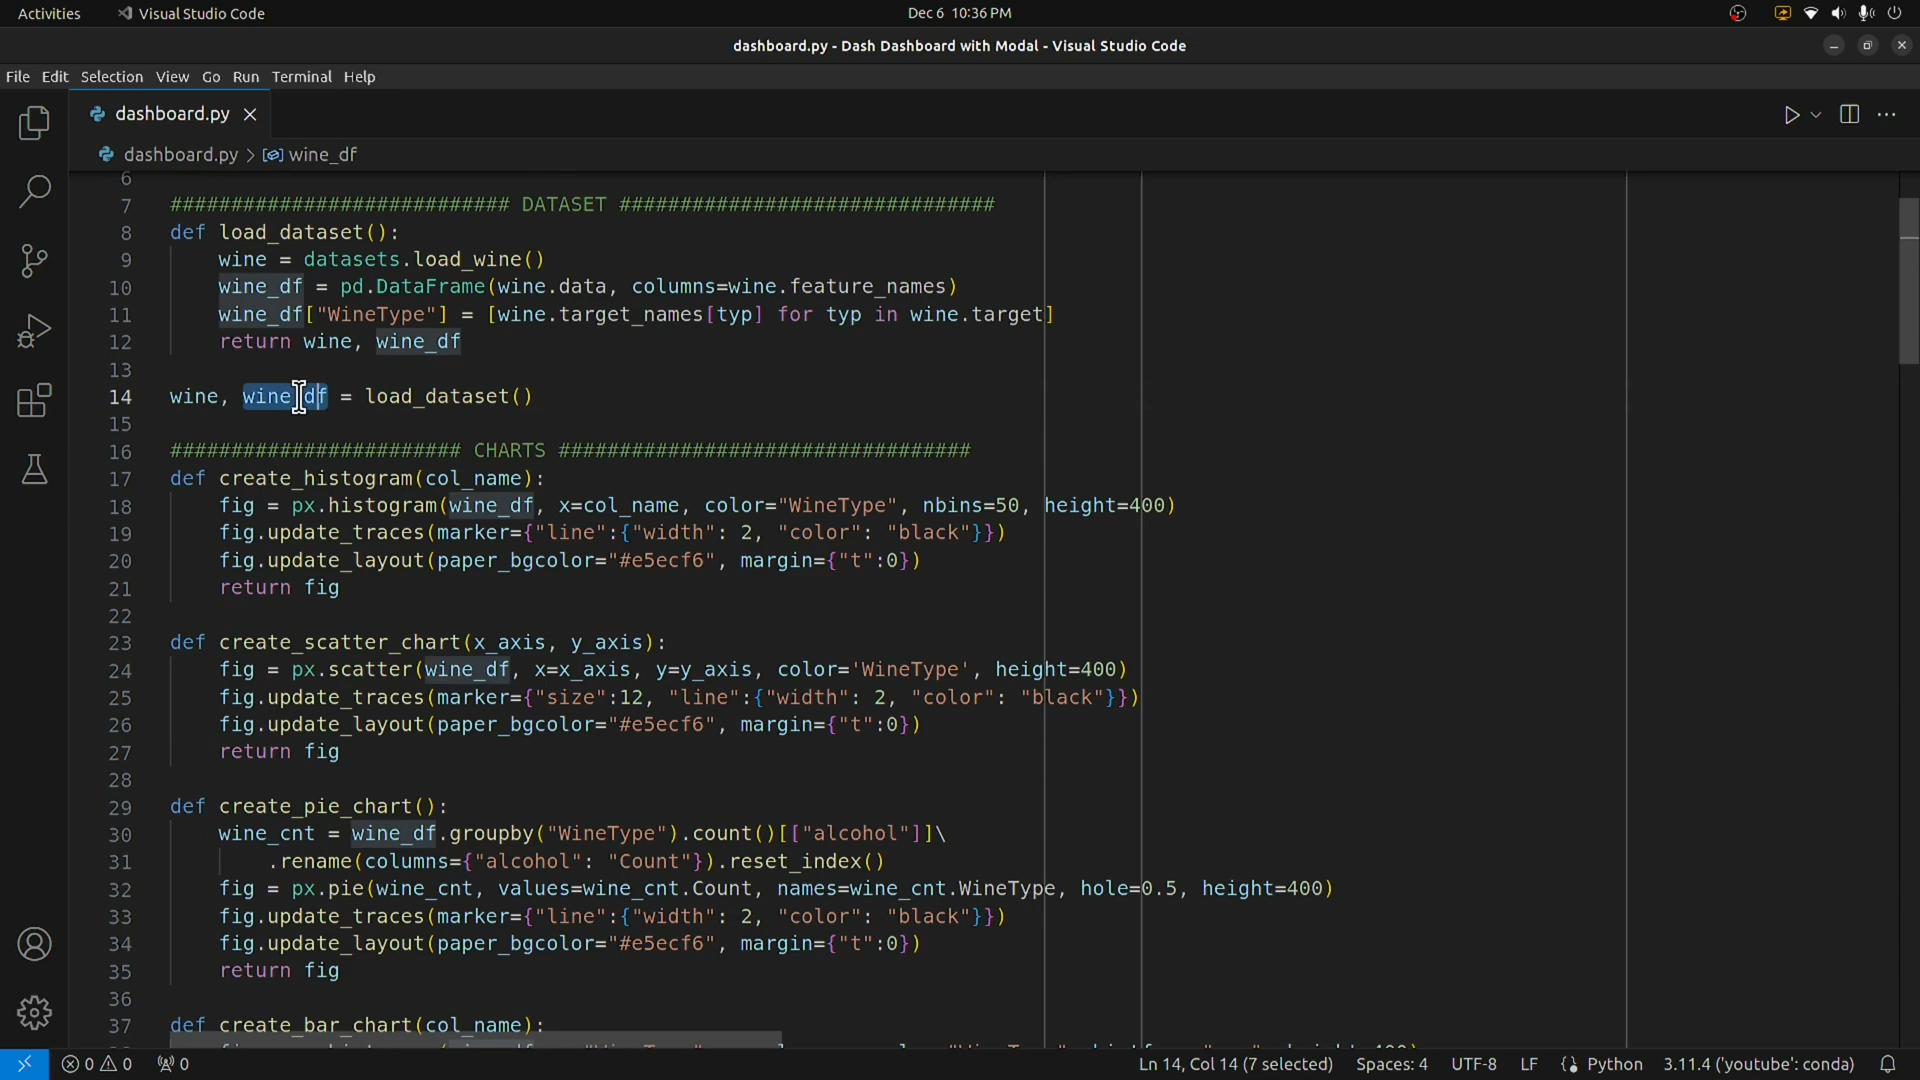 Activities Visual Studio Code Dec 6 10:36 PM
dashboard.py - Dash Dashboard with Modal - Visual Studio Code
File Edit Selection View Go Run Terminal Help
dashboard.py
dashboard.py > wine_df
6
7 ############################ DATASET ###############################
8 def load_dataset():
9 wine = datasets.load_wine()
10 wine_df = pd.DataFrame(wine.data, columns=wine.feature_names)
11 wine_df["WineType"] = [wine.target_names[typ] for typ in wine.target]
12 return wine, wine_df
13
14 wine, wine_df = load_dataset()
15
16 ######################## CHARTS ##################################
17 def create_histogram(col_name):
18 fig = px.histogram(wine_df, x=col_name, color="WineType", nbins=50, height=400)
19 fig.update_traces(marker={"line":{"width": 2, "color": "black"}})
20 fig.update_layout(paper_bgcolor="#e5ecf6", margin={"t":0})
21 return fig
22
23 def create_scatter_chart(x_axis, y_axis):
24 fig = px.scatter(wine_df, x=x_axis, y=y_axis, color='WineType', height=400)
25 fig.update_traces(marker={"size":12, "line":{"width": 2, "color": "black"}})
26 fig.update_layout(paper_bgcolor="#e5ecf6", margin={"t":0})
27 return fig
28
29 def create_pie_chart():
30 wine_cnt = wine_df.groupby("WineType").count()[["alcohol"]]\
31 .rename(columns={"alcohol": "Count"}).reset_index()
32 fig = px.pie(wine_cnt, values=wine_cnt.Count, names=wine_cnt.WineType, hole=0.5, height=400)
33 fig.update_traces(marker={"line":{"width": 2, "color": "black"}})
34 fig.update_layout(paper_bgcolor="#e5ecf6", margin={"t":0})
35 return fig
36
37 def create_bar_chart(col_name):
0 0 0 Ln 14, Col 14 (7 selected) Spaces: 4 UTF-8 LF Python 3.11.4 ('youtube': conda)